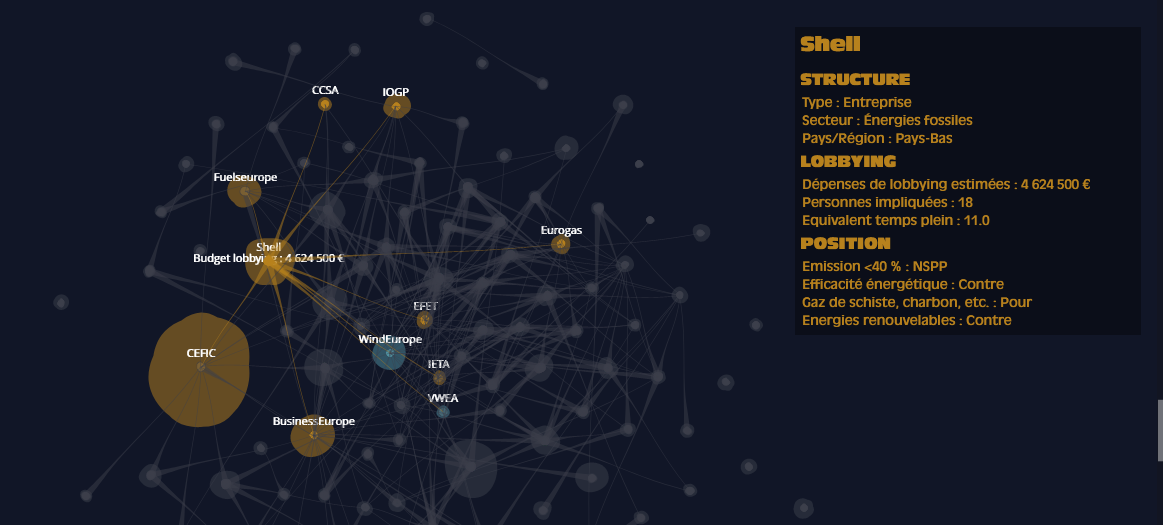 CCSA
IOGP
Fuelseurope
Shell
Budget lobbying : 4 624 500 €
Eurogas
EFET
WindEurope
CEFIC
IETA
VWEA
BusinessEurope
Shell
STRUCTURE
Type : Entreprise
Secteur : Énergies fossiles
Pays/Région : Pays-Bas
LOBBYING
Dépenses de lobbying estimées : 4 624 500 €
Personnes impliquées : 18
Equivalent temps plein : 11.0
POSITION
Emission <40 % : NSPP
Efficacité énergétique : Contre
Gaz de schiste, charbon, etc. : Pour
Energies renouvelables : Contre